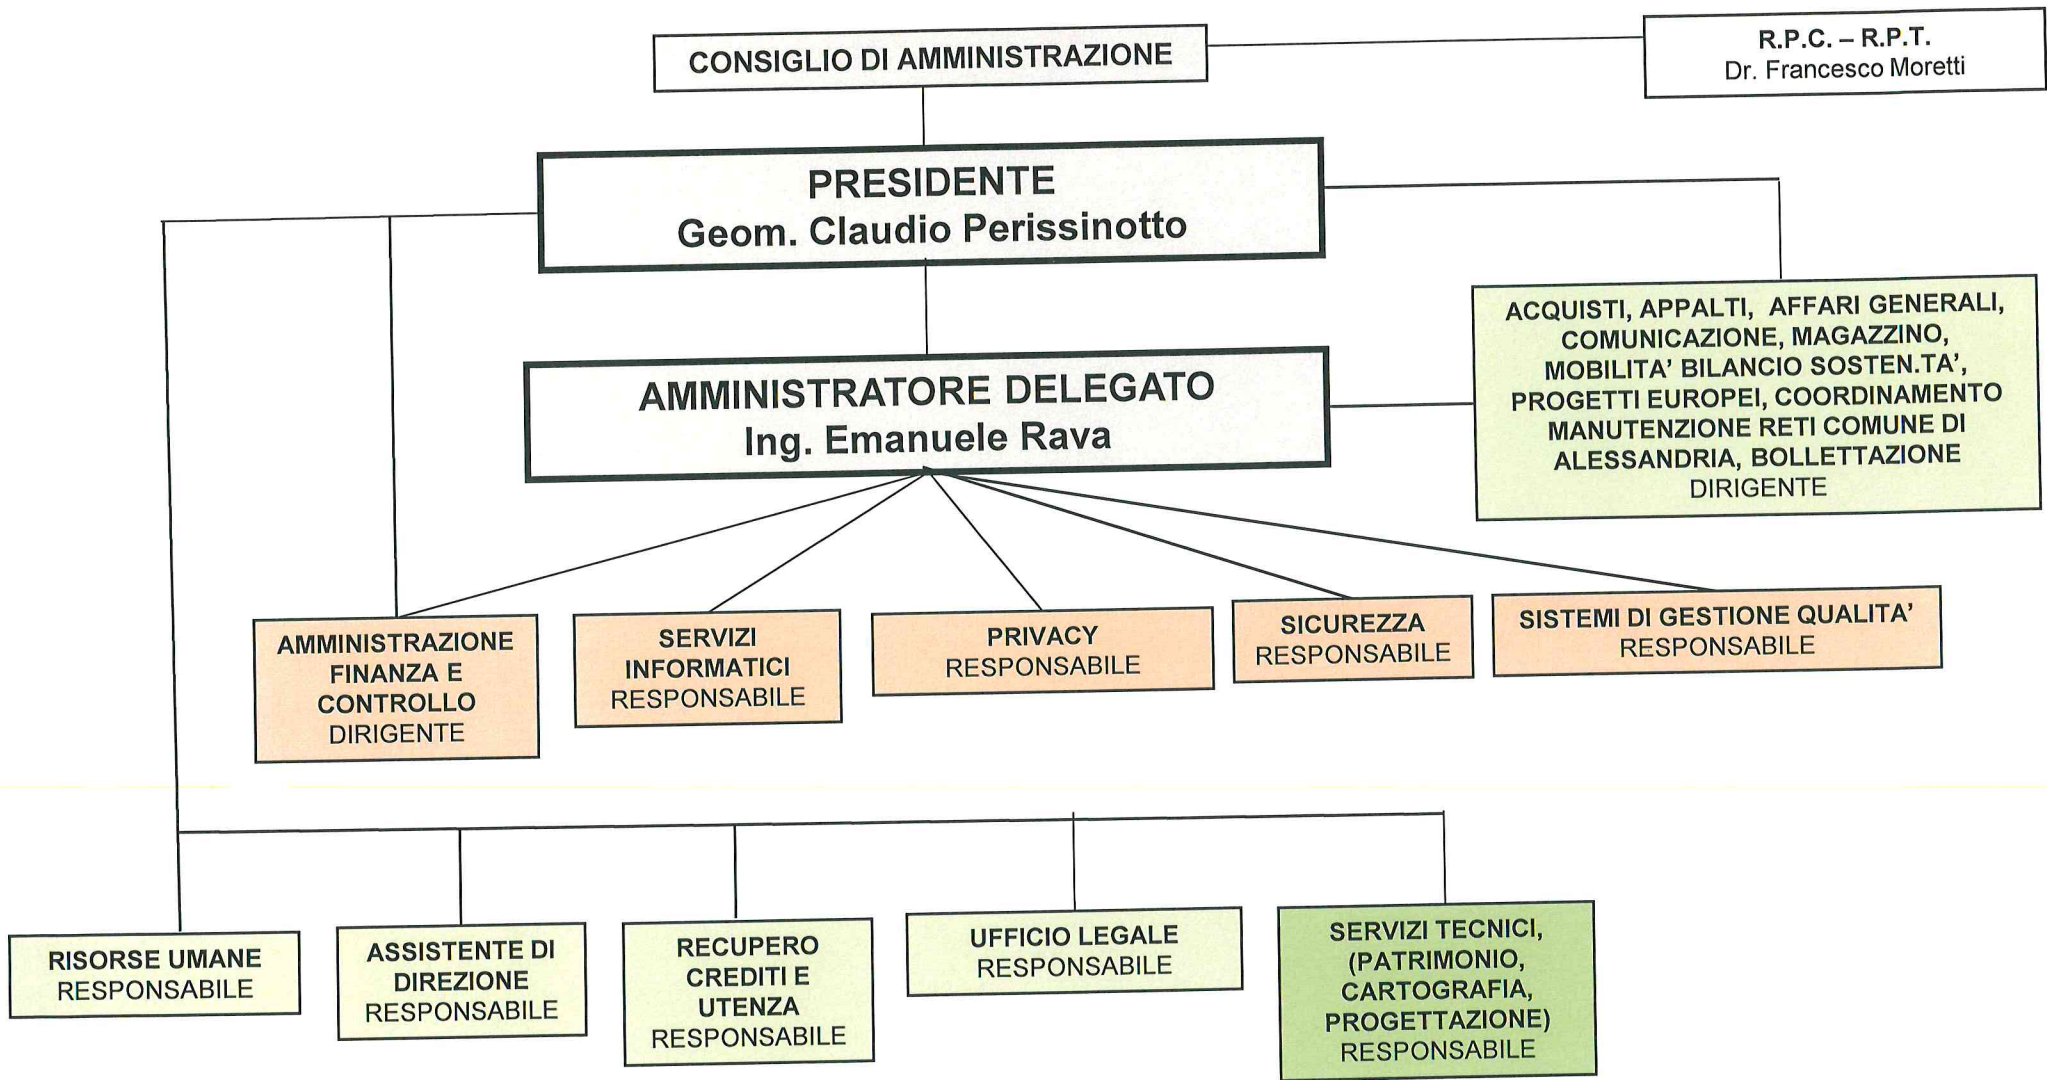 CONSIGLIO DI AMMINISTRAZIONE
R.P.C. – R.P.T.
Dr. Francesco Moretti
PRESIDENTE
Geom. Claudio Perissinotto
ACQUISTI, APPALTI, AFFARI GENERALI,
COMUNICAZIONE, MAGAZZINO,
MOBILITA' BILANCIO SOSTEN.TA',
PROGETTI EUROPEI, COORDINAMENTO
MANUTENZIONE RETI COMUNE DI
ALESSANDRIA, BOLLETTAZIONE
DIRIGENTE
AMMINISTRATORE DELEGATO
Ing. Emanuele Rava
AMMINISTRAZIONE
FINANZA E
CONTROLLO
DIRIGENTE
SERVIZI
INFORMATICI
RESPONSABILE
PRIVACY
RESPONSABILE
SICUREZZA
RESPONSABILE
SISTEMI DI GESTIONE QUALITA'
RESPONSABILE
RISORSE UMANE
RESPONSABILE
ASSISTENTE DI
DIREZIONE
RESPONSABILE
RECUPERO
CREDITI E
UTENZA
RESPONSABILE
UFFICIO LEGALE
RESPONSABILE
SERVIZI TECNICI,
(PATRIMONIO,
CARTOGRAFIA,
PROGETTAZIONE)
RESPONSABILE